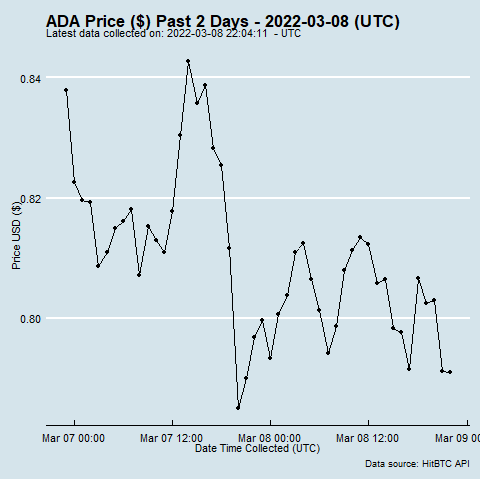 ADA Price ($) Past 2 Days - 2022-03-08 (UTC)
Latest data collected on: 2022-03-08 22:04:11  - UTC
0.84
0.82
0.80
Price USD ($)
Mar 07 00:00 Mar 07 12:00 Mar 08 00:00 Mar 08 12:00 Mar 09 0
Date Time Collected (UTC)
Data source: HitBTC API